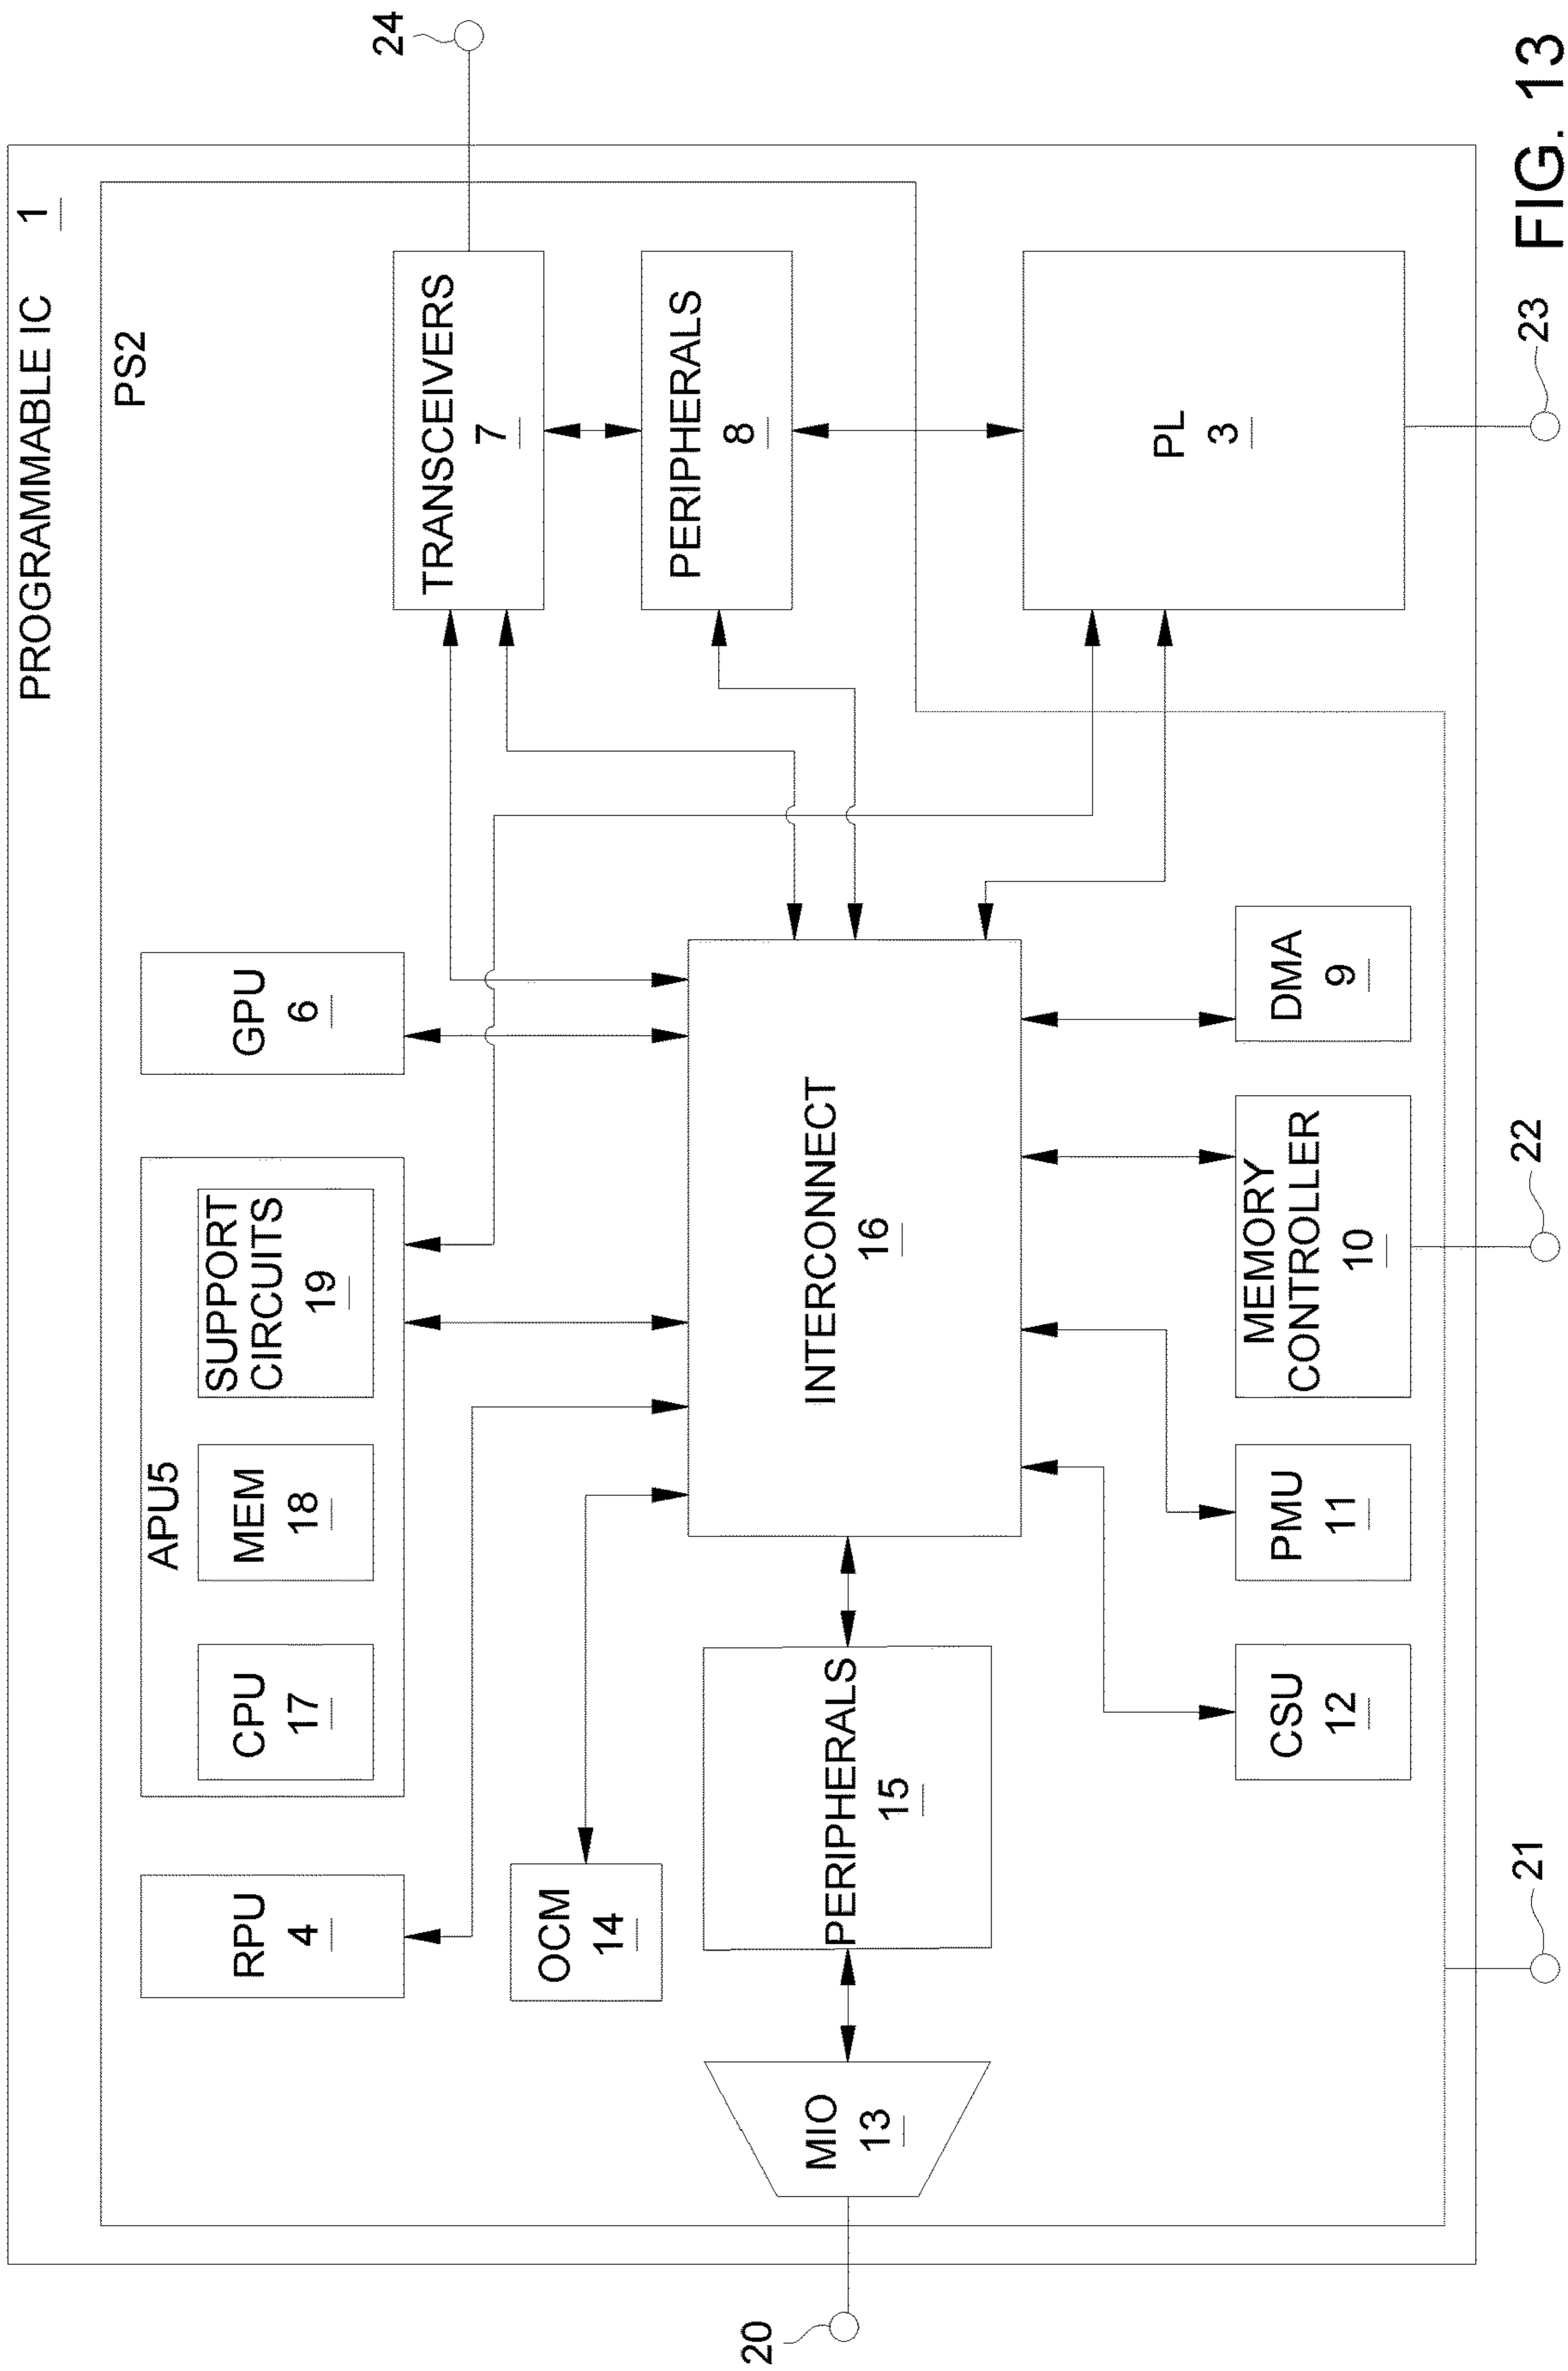 PROGRAMMABLE IC 1
PS2
RPU
4
APU5
CPU
17
MEM
18
SUPPORT
CIRCUITS
19
GPU
6
TRANSCEIVERS
7
24
OCM
14
PERIPHERALS
8
MIO
13
20
PERIPHERALS
15
INTERCONNECT
16
PL
3
CSU
12
PMU
11
MEMORY
CONTROLLER
10
DMA
9
21
22
23
FIG. 13